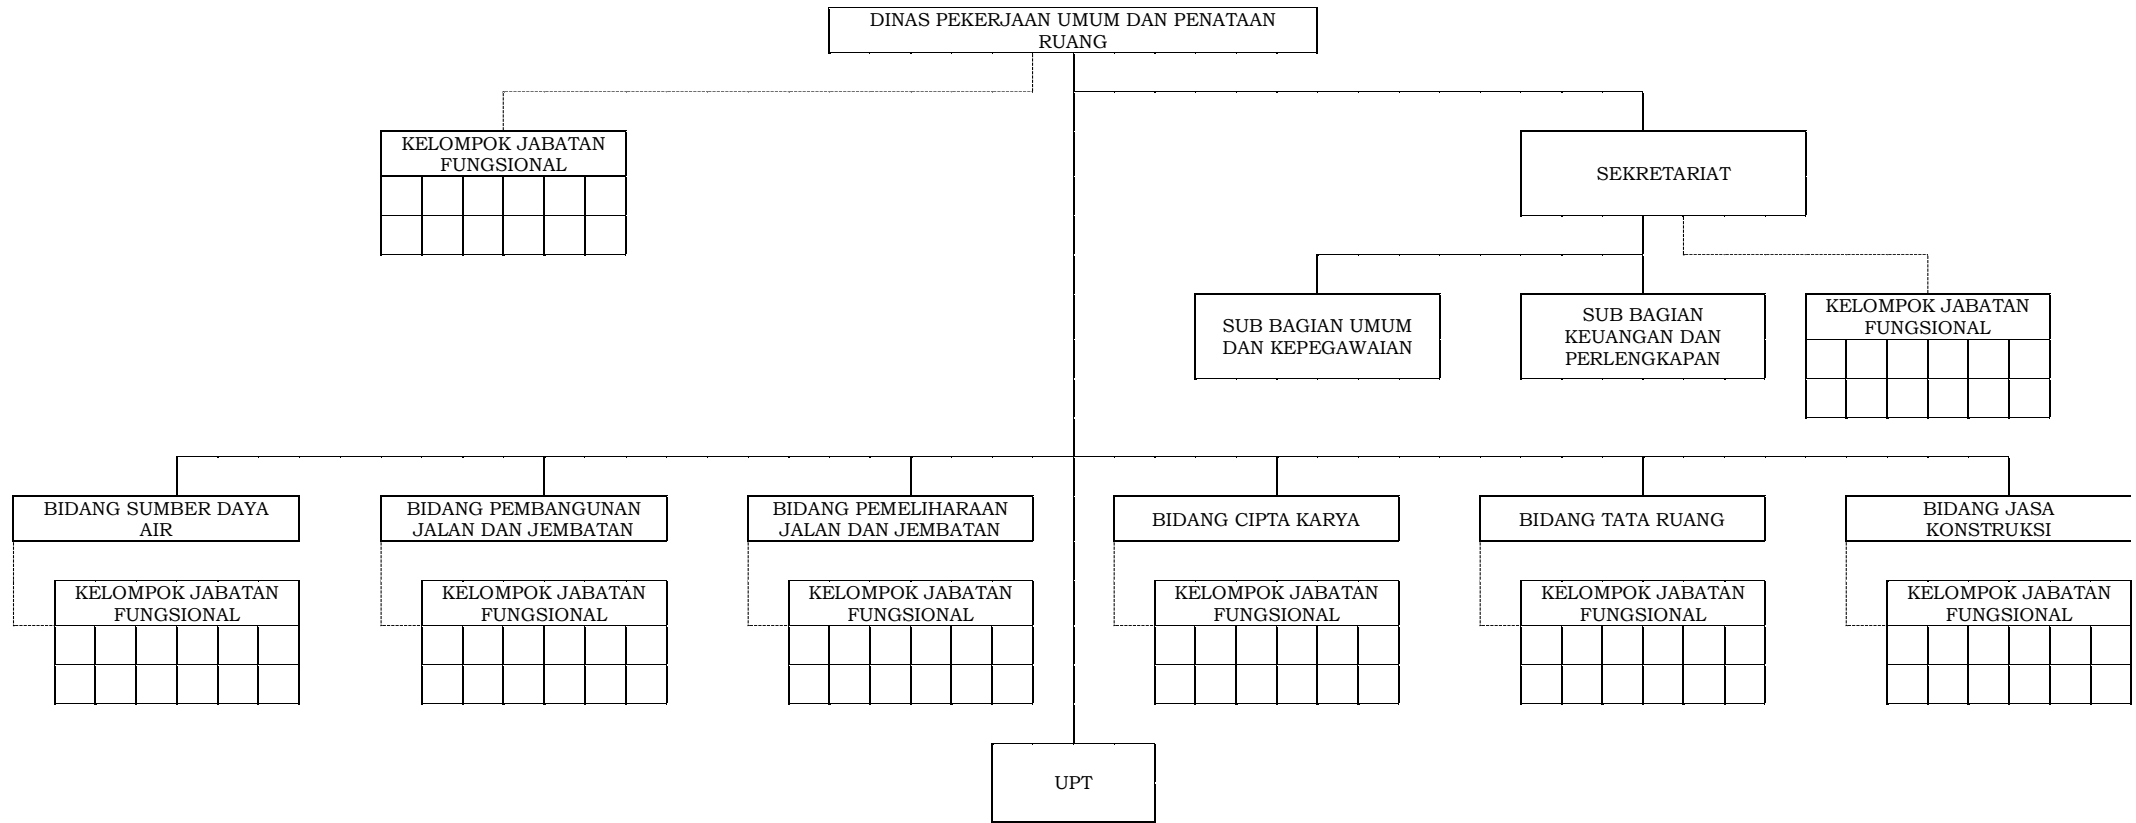 DINAS PEKERJAAN UMUM DAN PENATAAN
RUANG
KELOMPOK JABATAN
FUNGSIONAL
SEKRETARIAT
SUB BAGIAN UMUM
DAN KEPEGAWAIAN
SUB BAGIAN
KEUANGAN DAN
PERLENGKAPAN
KELOMPOK JABATAN
FUNGSIONAL
BIDANG SUMBER DAYA
AIR
BIDANG PEMBANGUNAN
JALAN DAN JEMBATAN
BIDANG PEMELIHARAAN
JALAN DAN JEMBATAN
BIDANG CIPTA KARYA
BIDANG TATA RUANG
BIDANG JASA
KONSTRUKSI
KELOMPOK JABATAN
FUNGSIONAL
KELOMPOK JABATAN
FUNGSIONAL
KELOMPOK JABATAN
FUNGSIONAL
KELOMPOK JABATAN
FUNGSIONAL
KELOMPOK JABATAN
FUNGSIONAL
KELOMPOK JABATAN
FUNGSIONAL
UPT